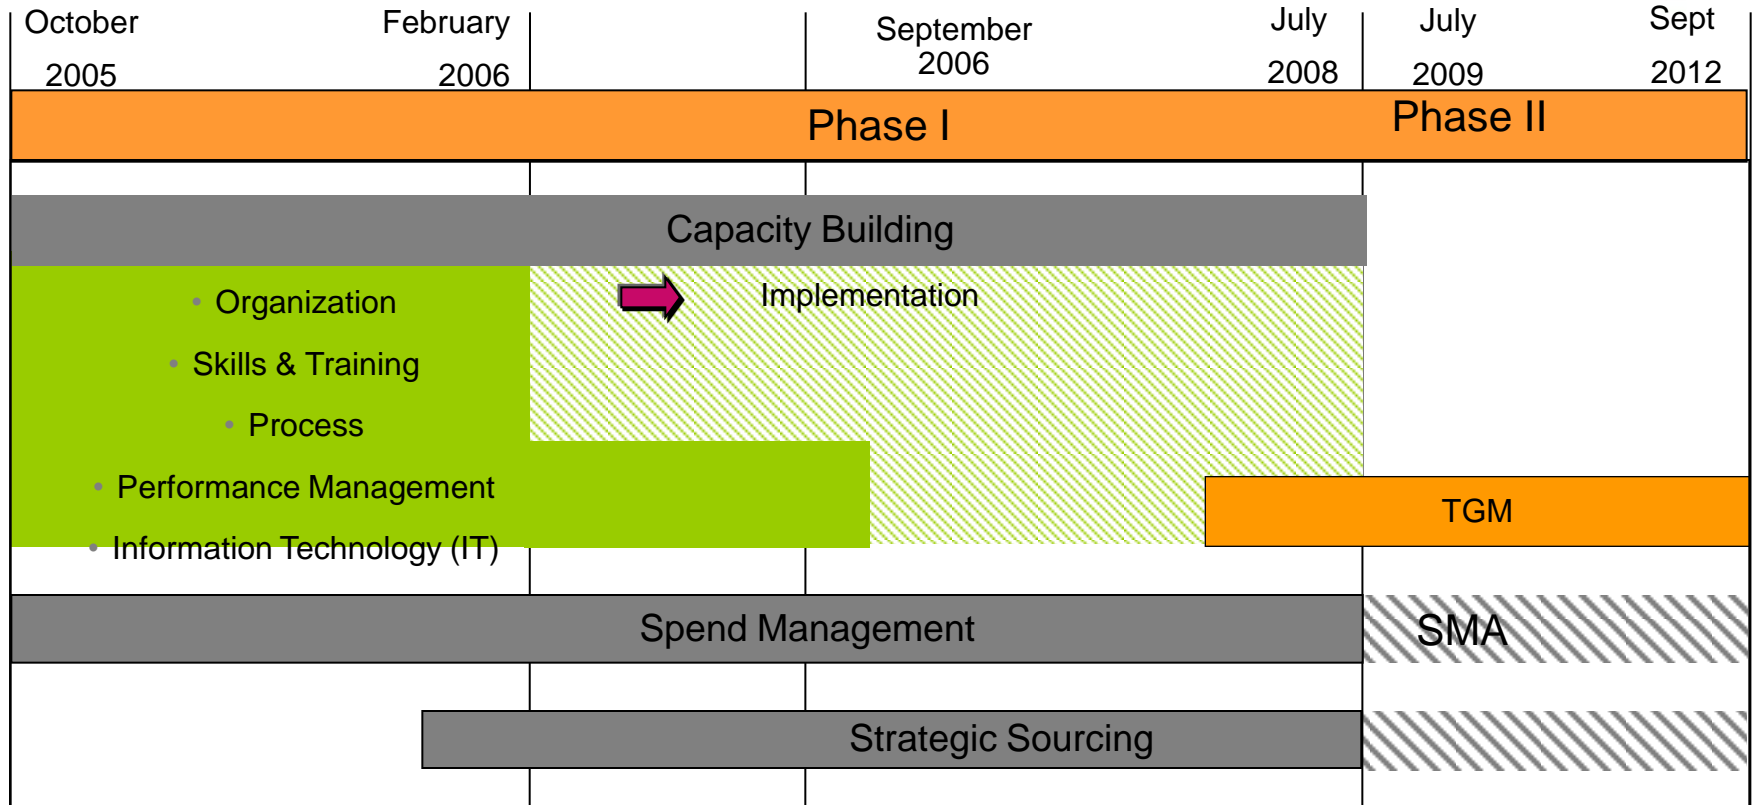 October
2005
February
2006
September
2006
July
2008
July
2009
Sept
2012
Phase I
Phase II
Capacity Building
• Organization
Implementation
• Skills & Training
• Process
• Performance Management
• Information Technology (IT)
TGM
Spend Management
SMA
Strategic Sourcing